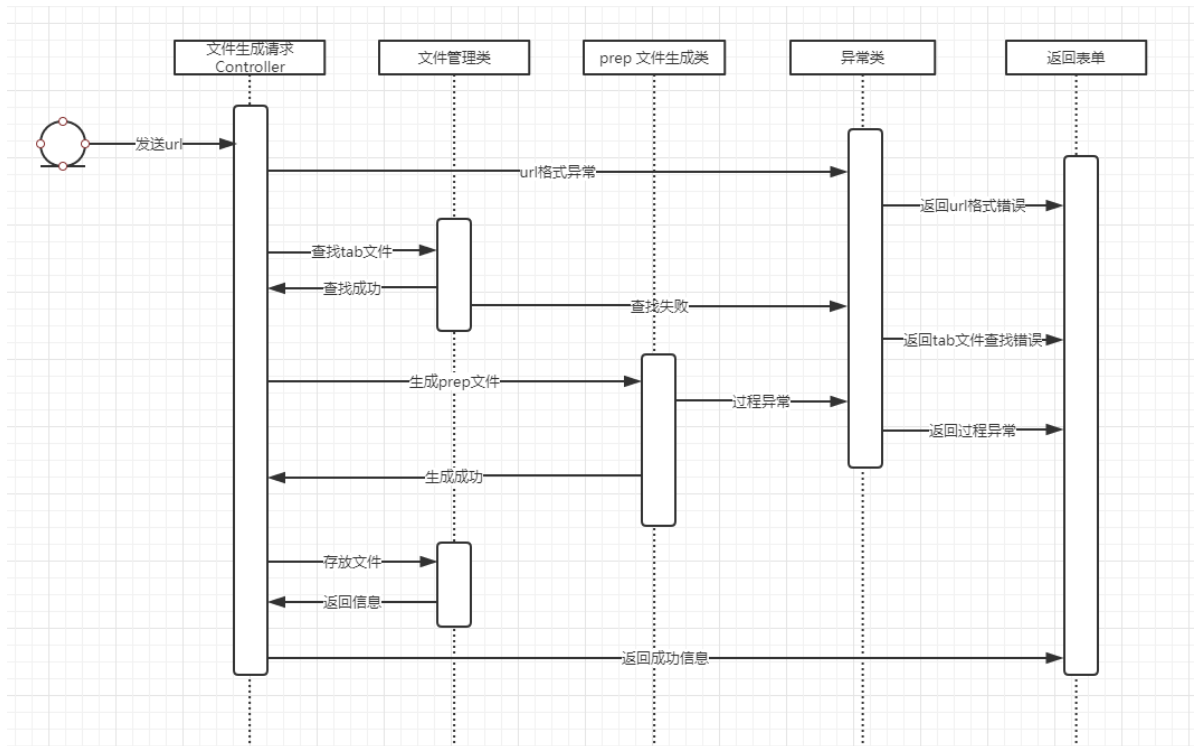 文件生成请求
Controller
文件管理类
prep 文件生成类
异常类
返回表单
发送url
url格式异常
返回url格式错误
查找tab文件
查找成功
查找失败
返回tab文件查找错误
生成prep文件
过程异常
返回过程异常
生成成功
存放文件
返回信息
返回成功信息